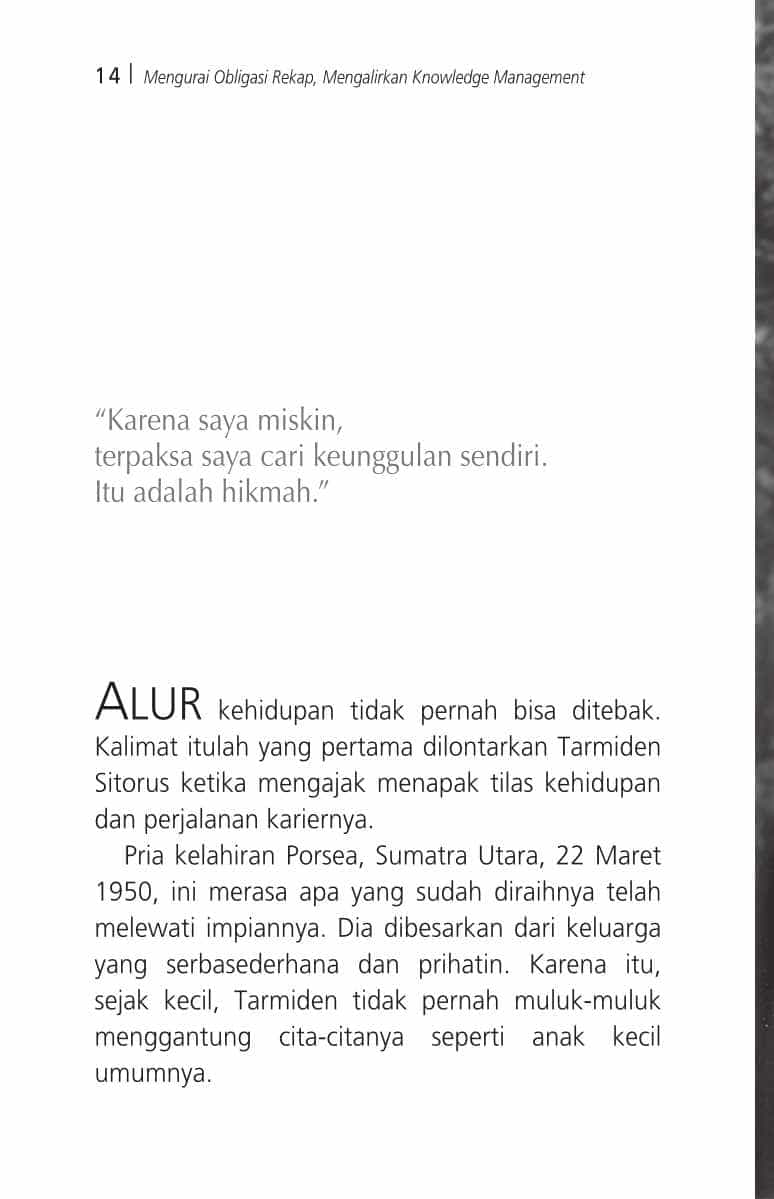 14 | Mengurai Obligasi Rekap, Mengalirkan Knowledge Management
“Karena saya miskin,
terpaksa saya cari keunggulan sendiri.
Itu adalah hikmah.”
ALUR kehidupan tidak pernah bisa ditebak.
Kalimat itulah yang pertama dilontarkan Tarmiden
Sitorus ketika mengajak menapak tilas kehidupan
dan perjalanan kariernya.
Pria kelahiran Porsea, Sumatra Utara, 22 Maret
1950, ini merasa apa yang sudah diraihnya telah
melewati impiannya. Dia dibesarkan dari keluarga
yang serbasederhana dan prihatin. Karena itu,
sejak kecil, Tarmiden tidak pernah muluk-muluk
menggantung cita-citanya seperti anak kecil
umumnya.